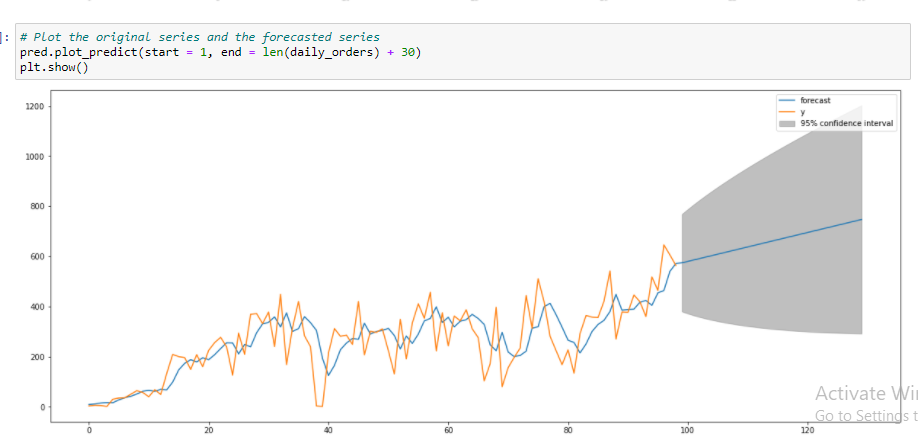 ]:
# Plot the original series and the forecasted series
pred.plot_predict(start = 1, end = len(daily_orders) + 30)
plt.show()
forecast
y
95% confidence interval
1200
1000
800
600
400
200
0
0 20 40 60 80 100 120
Activate Wi
Go to Settings t